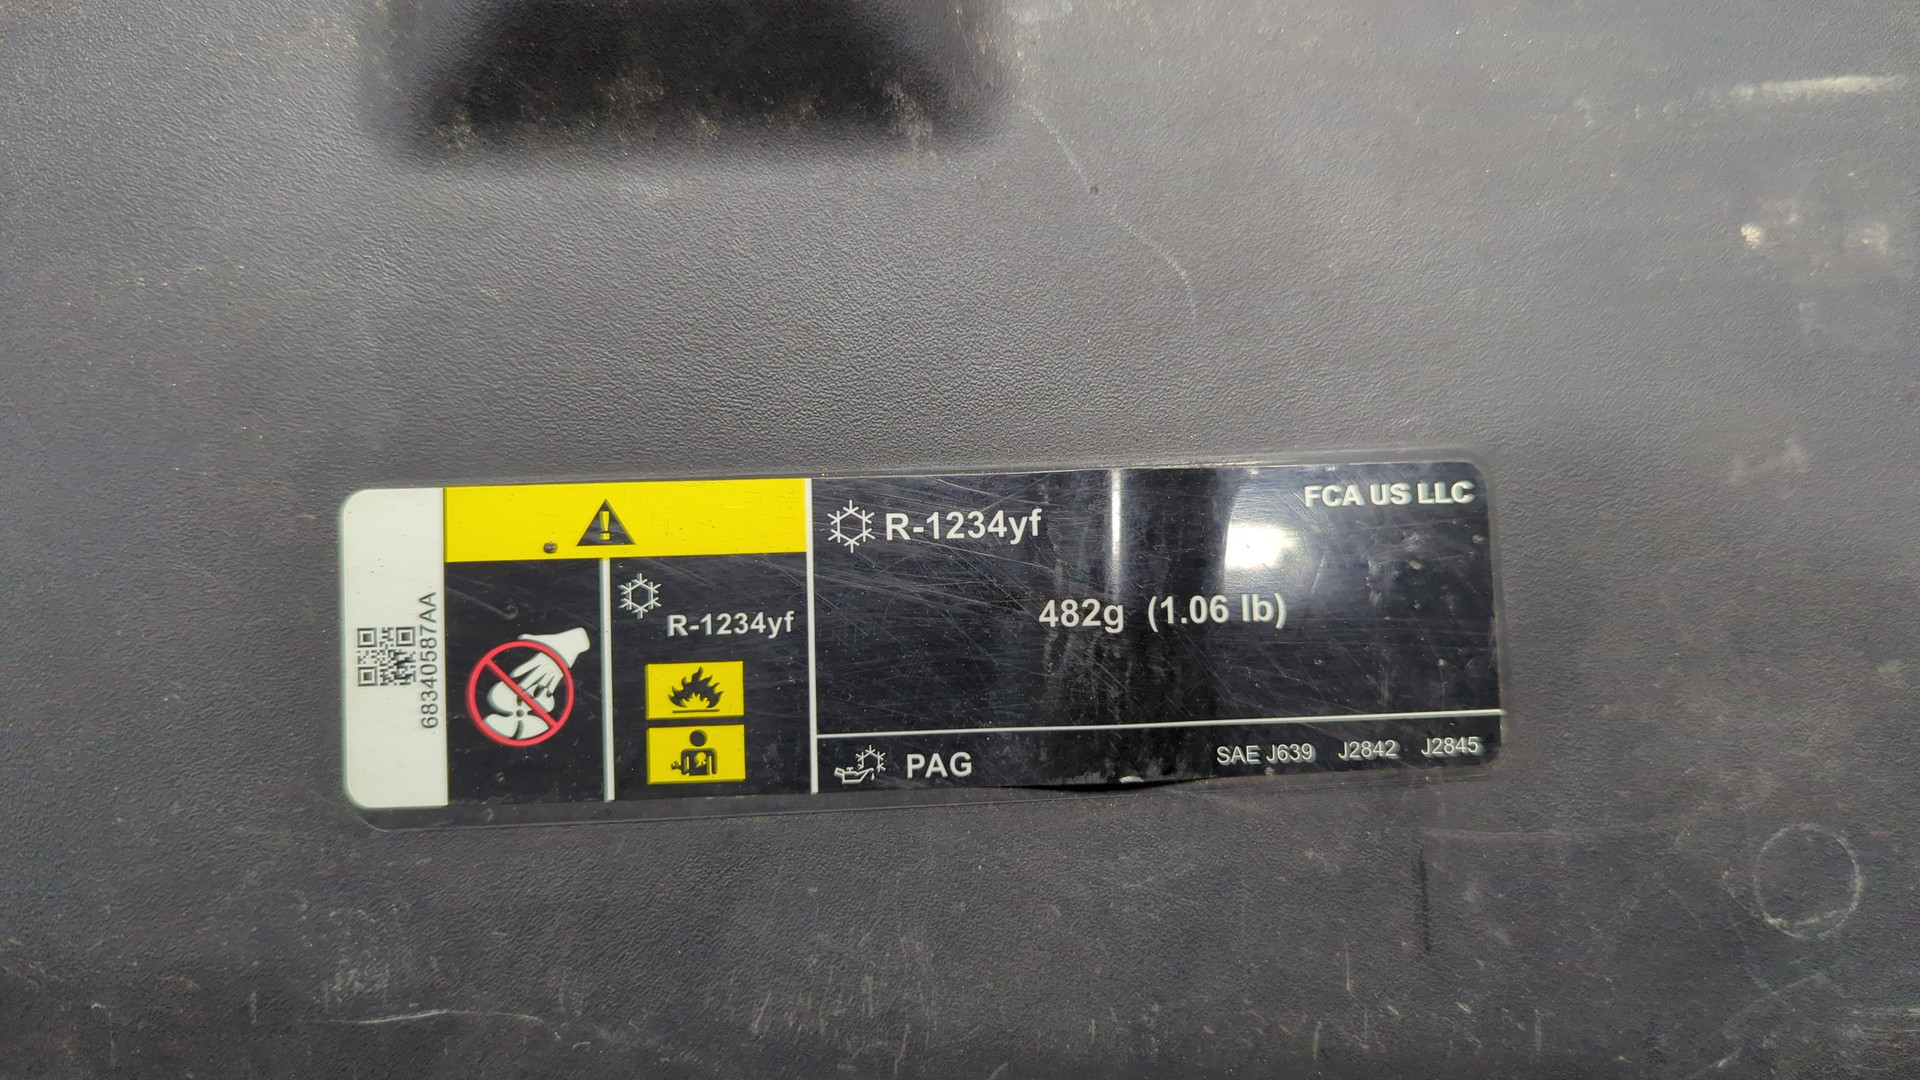 68340587AA
R-1234yf
R-1234yf
FCA US LLC
482g (1.06 lb)
PAG
SAE J639 J2842 J2845